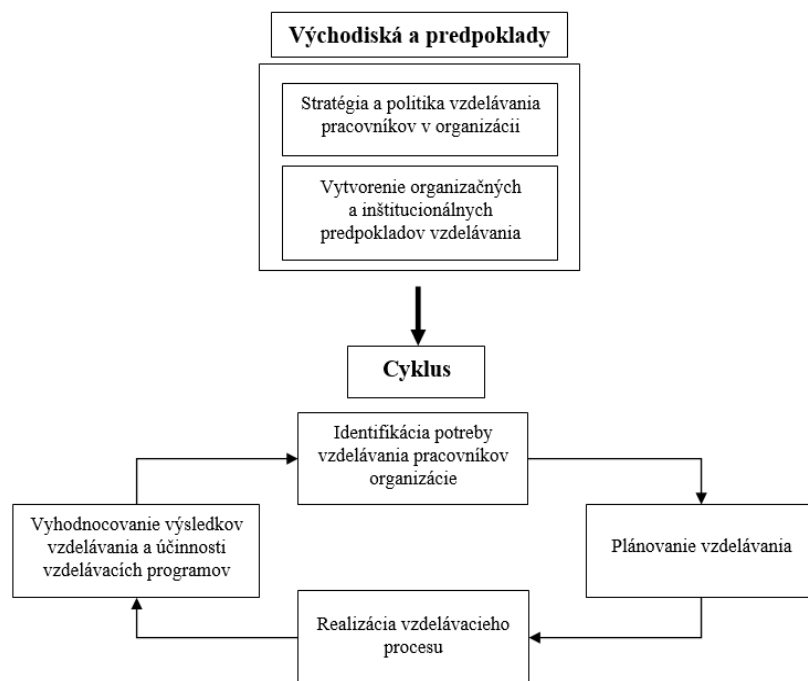 Východiská a predpoklady
Stratégia a politika vzdelávania
pracovníkov v organizácii
Vytvorenie organizačných
a inštitucionálnych
predpokladov vzdelávania
Cyklus
Identifikácia potreby
vzdelávania pracovníkov
organizácie
Vyhodnocovanie výsledkov
vzdelávania a účinnosti
vzdelávacích programov
Plánovanie vzdelávania
Realizácia vzdelávacieho
procesu